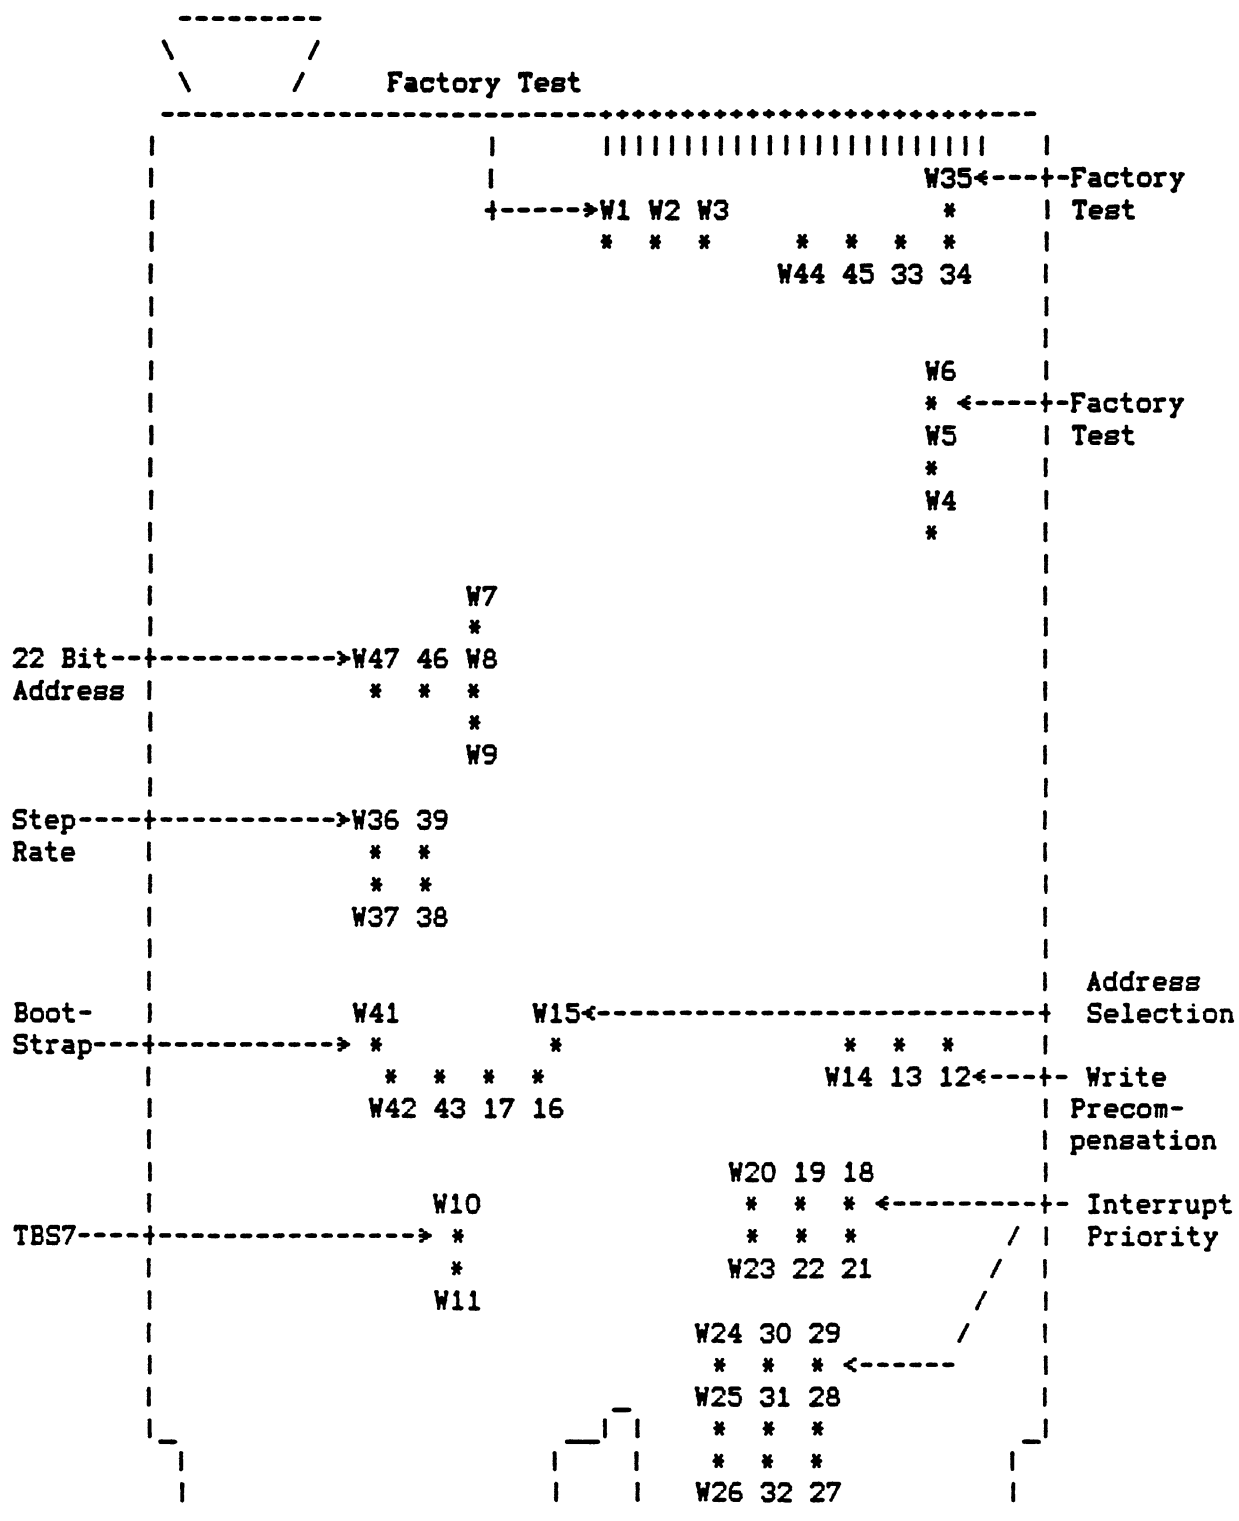 Factory Test
W35<-----Factory
W1 W2 W3 * Test
* * * * * * *
W44 45 33 34
W6
* <-----Factory
W5 Test
*
W4
*
W7
*
22 Bit-------------->W47 46 W8
Address * * *
*
W9
Step----------------->W36 39
Rate * *
* *
W37 38
Address
Boot- W41 W15<---------------------------- Selection
Strap---------------> * * * * *
* * * * W14 13 12<----- Write
W42 43 17 16 Precom-
pensation
W20 19 18
W10 * * * <----------- Interrupt
TBS7---------------------> * * * * Priority
* W23 22 21
W11
W24 30 29
* * * <------
W25 31 28
* * *
* * *
W26 32 27